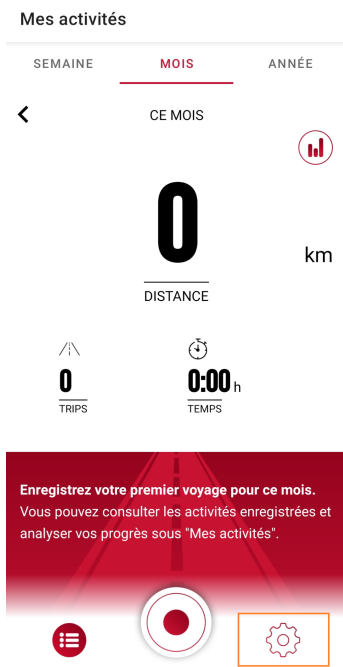 Mes activités
SEMAINE MOIS ANNÉE
CE MOIS
0
km
DISTANCE
0 0:00 h
TRIPS TEMPS
Enregistrez votre premier voyage pour ce mois.
Vous pouvez consulter les activités enregistrées et
analyser vos progrès sous "Mes activités".